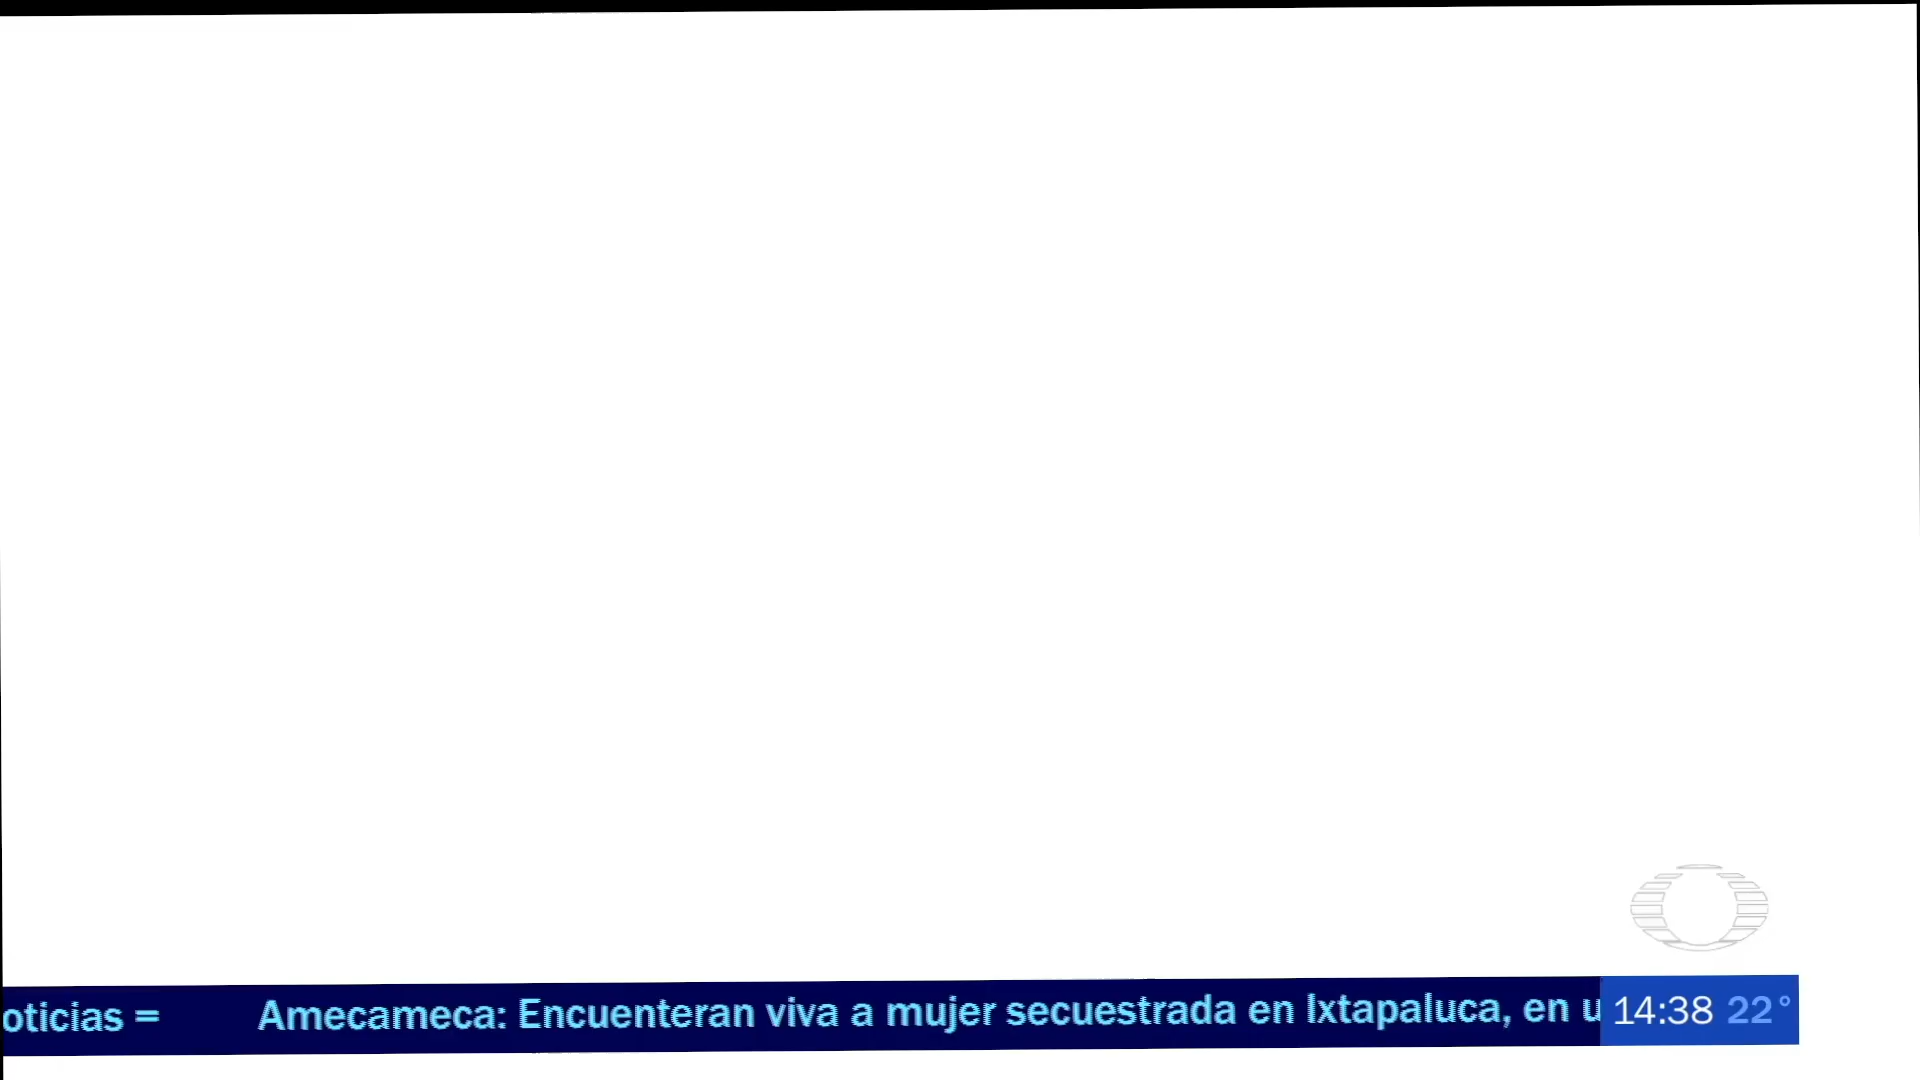 oticias = Amecameca: Encuenteran viva a mujer secuestrada en Ixtapaluca, en u 14:38 22°